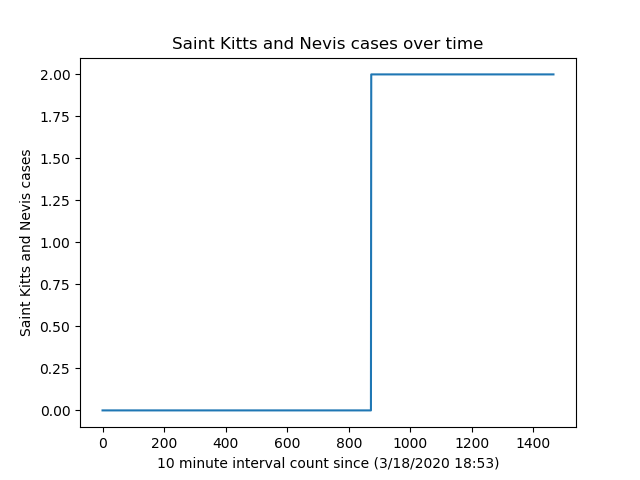 Saint Kitts and Nevis cases over time
2.00
1.75
1.50
1.25
1.00
0.75
0.50
0.25
0.00
Saint Kitts and Nevis cases
0 200 400 600 800 1000 1200 1400
10 minute interval count since (3/18/2020 18:53)